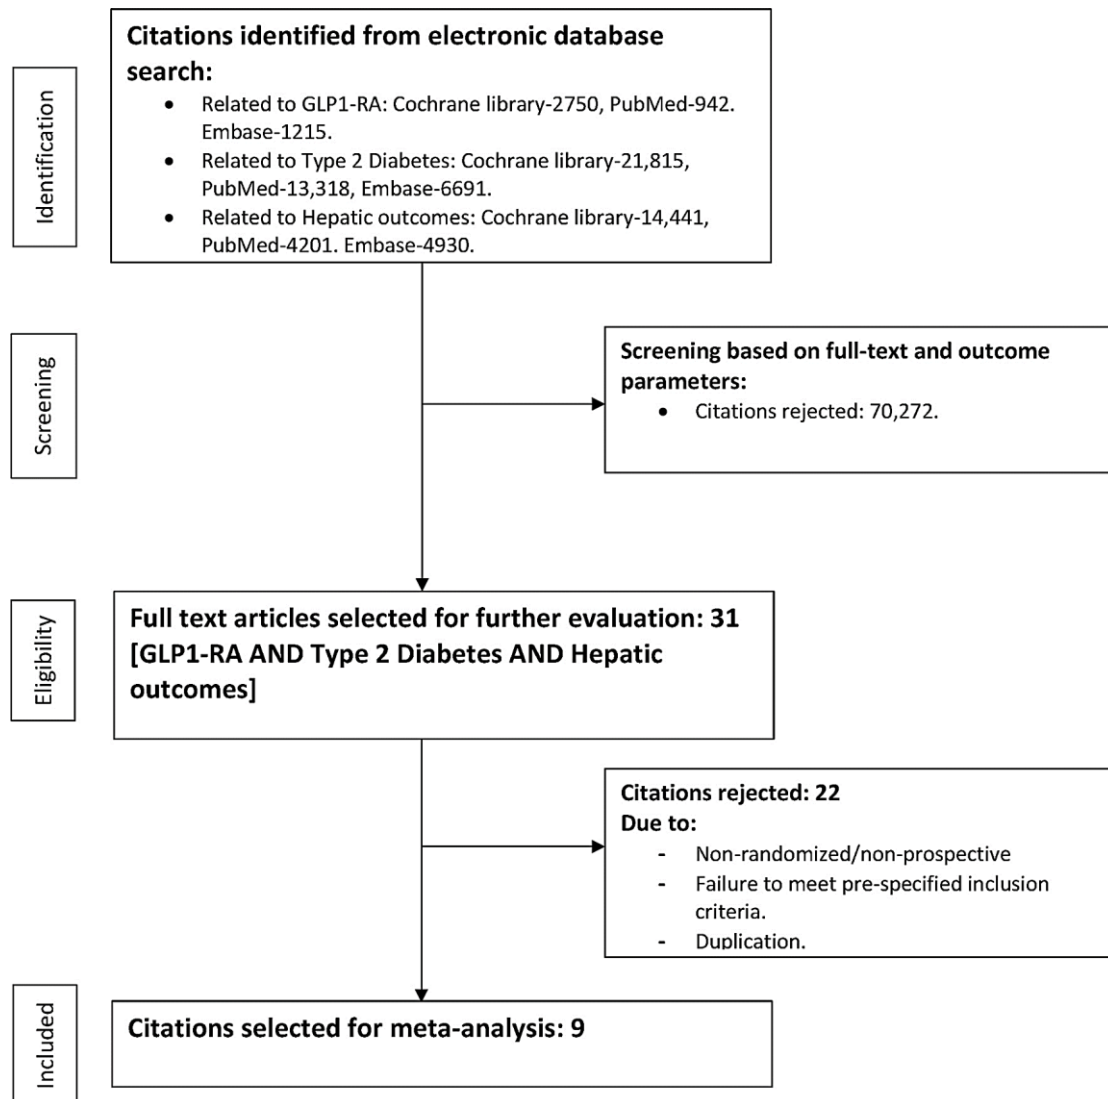 Identification
Citations identified from electronic database
search:
• Related to GLP1-RA: Cochrane library-2750, PubMed-942.
Embase-1215.
• Related to Type 2 Diabetes: Cochrane library-21,815,
PubMed-13,318, Embase-6691.
• Related to Hepatic outcomes: Cochrane library-14,441,
PubMed-4201. Embase-4930.
Screening
Screening based on full-text and outcome
parameters:
• Citations rejected: 70,272.
Eligibility
Full text articles selected for further evaluation: 31
[GLP1-RA AND Type 2 Diabetes AND Hepatic
outcomes]
Citations rejected: 22
Due to:
- Non-randomized/non-prospective
- Failure to meet pre-specified inclusion
criteria.
- Duplication.
Included
Citations selected for meta-analysis: 9